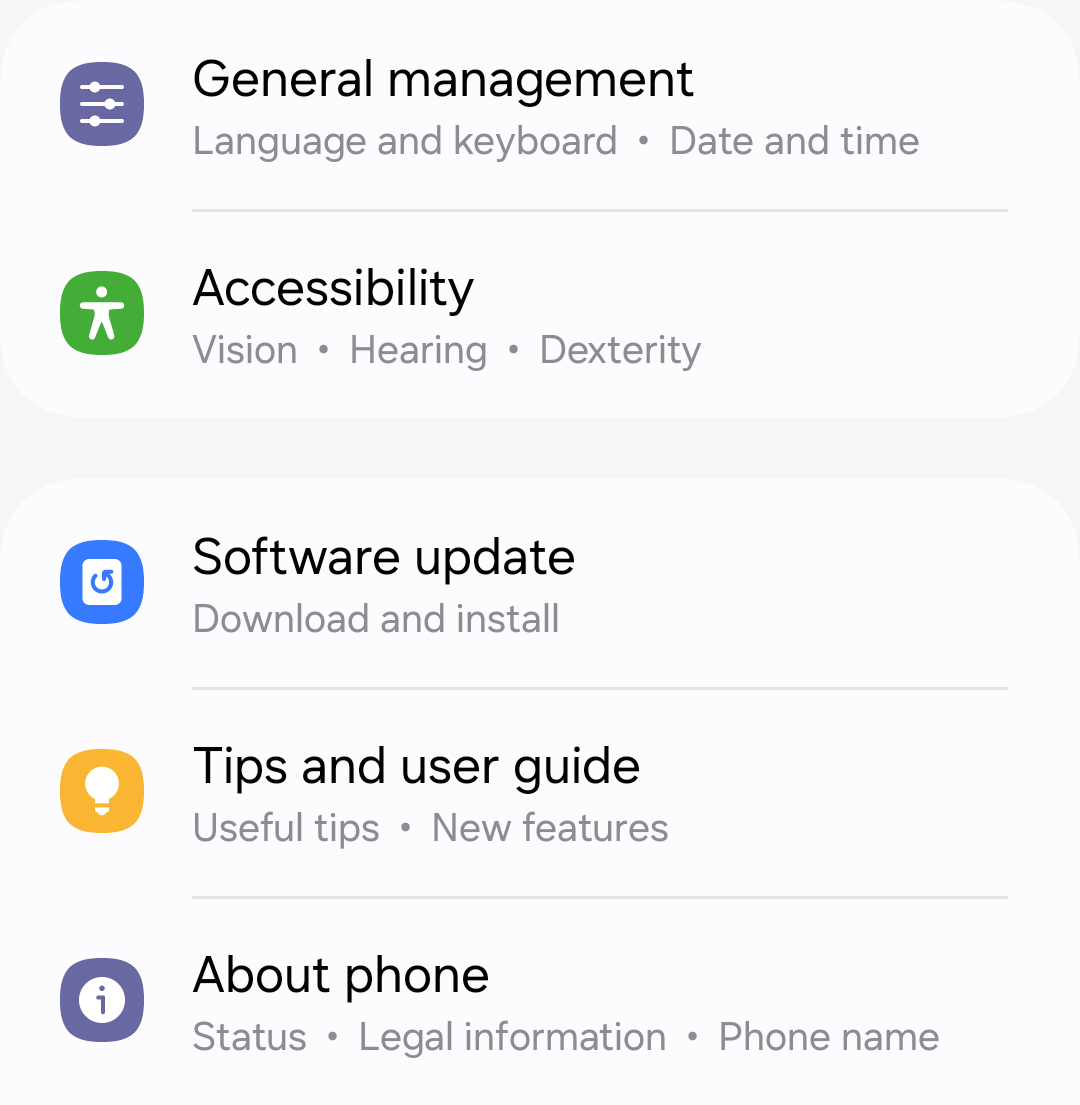 General management
Language and keyboard • Date and time
Accessibility
Vision • Hearing • Dexterity
Software update
Download and install
Tips and user guide
Useful tips • New features
About phone
Status • Legal information • Phone name